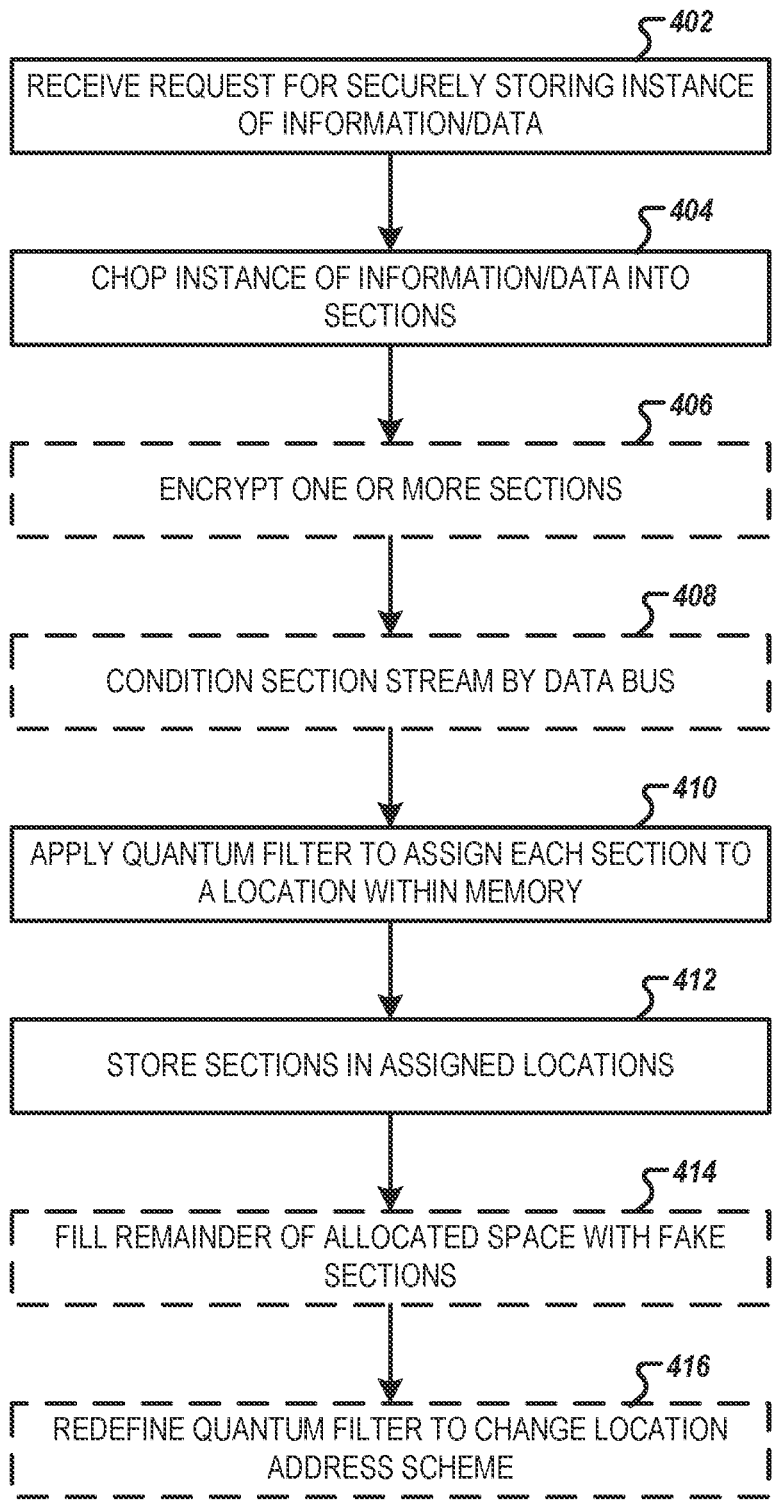 402
RECEIVE REQUEST FOR SECURELY STORING INSTANCE
OF INFORMATION/DATA
404
CHOP INSTANCE OF INFORMATION/DATA INTO
SECTIONS
406
ENCRYPT ONE OR MORE SECTIONS
408
CONDITION SECTION STREAM BY DATA BUS
410
APPLY QUANTUM FILTER TO ASSIGN EACH SECTION TO
A LOCATION WITHIN MEMORY
412
STORE SECTIONS IN ASSIGNED LOCATIONS
414
FILL REMAINDER OF ALLOCATED SPACE WITH FAKE
SECTIONS
416
REDEFINE QUANTUM FILTER TO CHANGE LOCATION
ADDRESS SCHEME